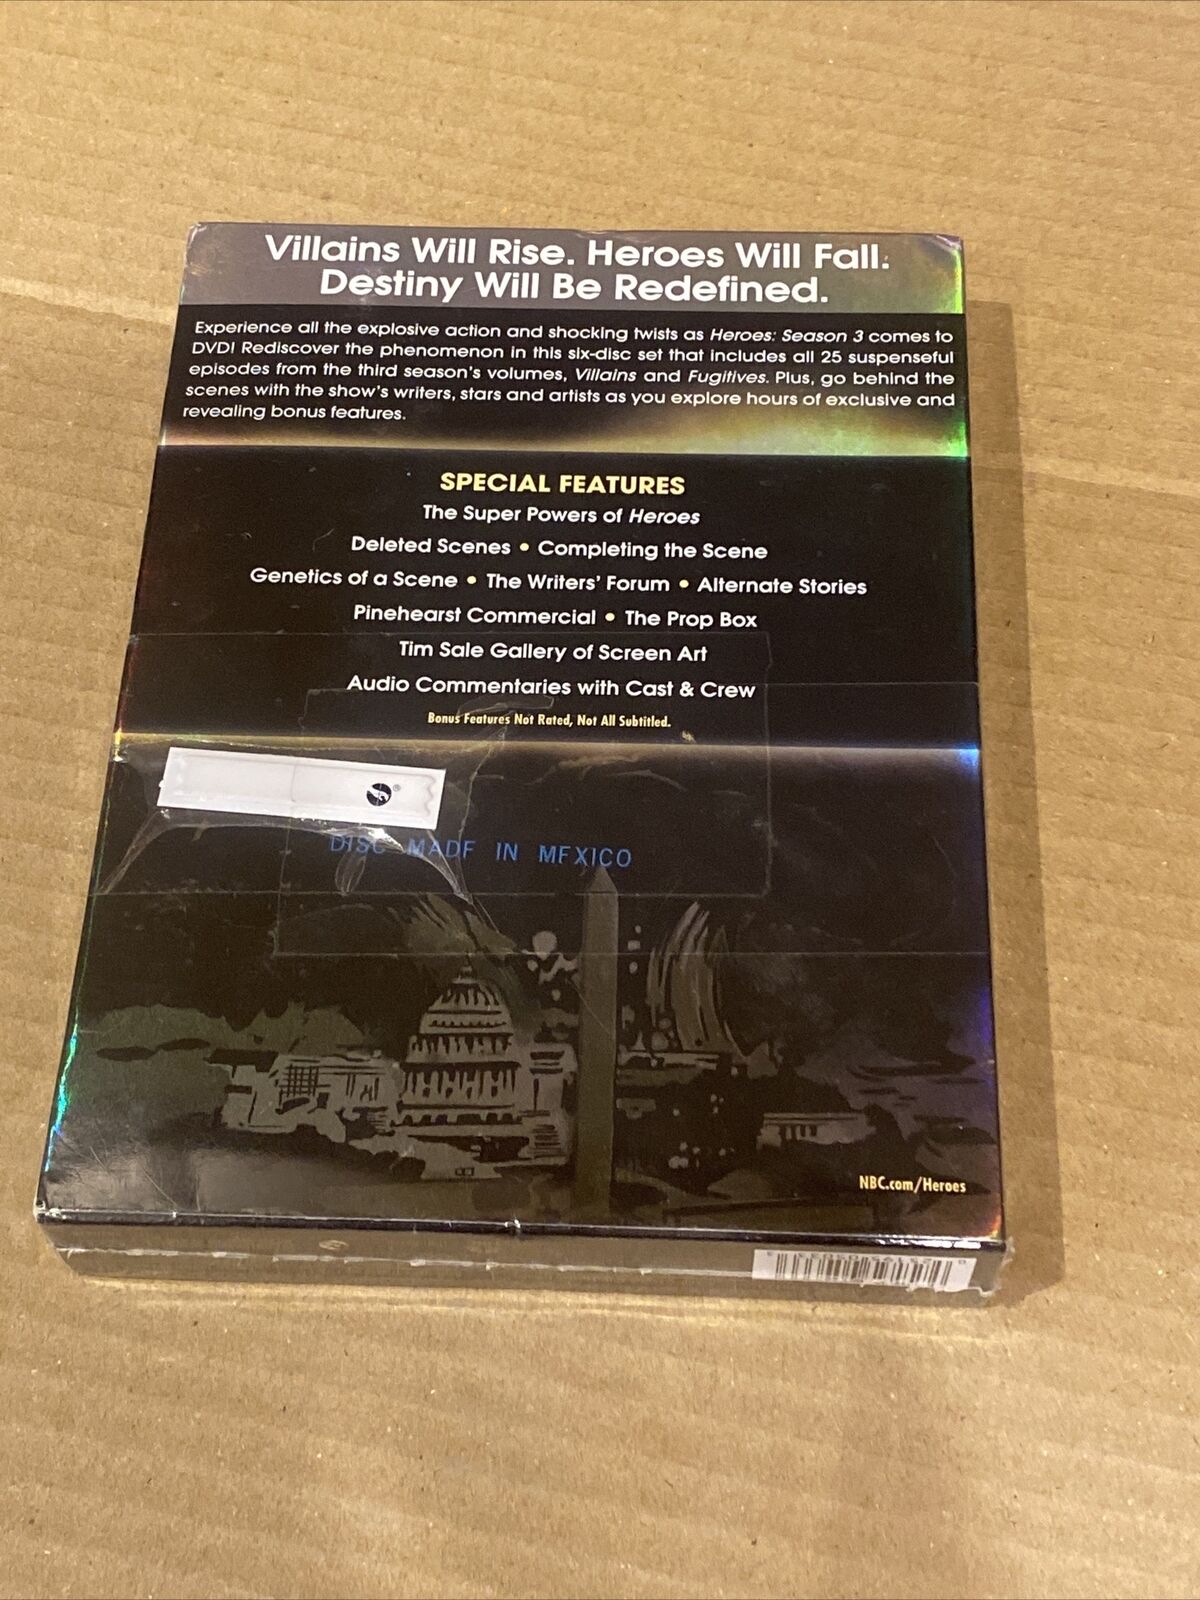 Villains Will Rise. Heroes Will Fall.
Destiny Will Be Redefined.
Experience all the explosive action and shocking twists as Heroes: Season 3 comes to
DVD! Rediscover the phenomenon in this six-disc set that includes all 25 suspenseful
episodes from the third season's volumes, Villains and Fugitives. Plus, go behind the
scenes with the show's writers, stars and artists as you explore hours of exclusive and
revealing bonus features.
SPECIAL FEATURES
The Super Powers of Heroes
Deleted Scenes • Completing the Scene
Genetics of a Scene • The Writers' Forum • Alternate Stories
Pinehearst Commercial • The Prop Box
Tim Sale Gallery of Screen Art
Audio Commentaries with Cast & Crew
Bonus Features Not Rated, Not All Subtitled.
®
DISC MADE IN MEXICO
NBC.com/Heroes